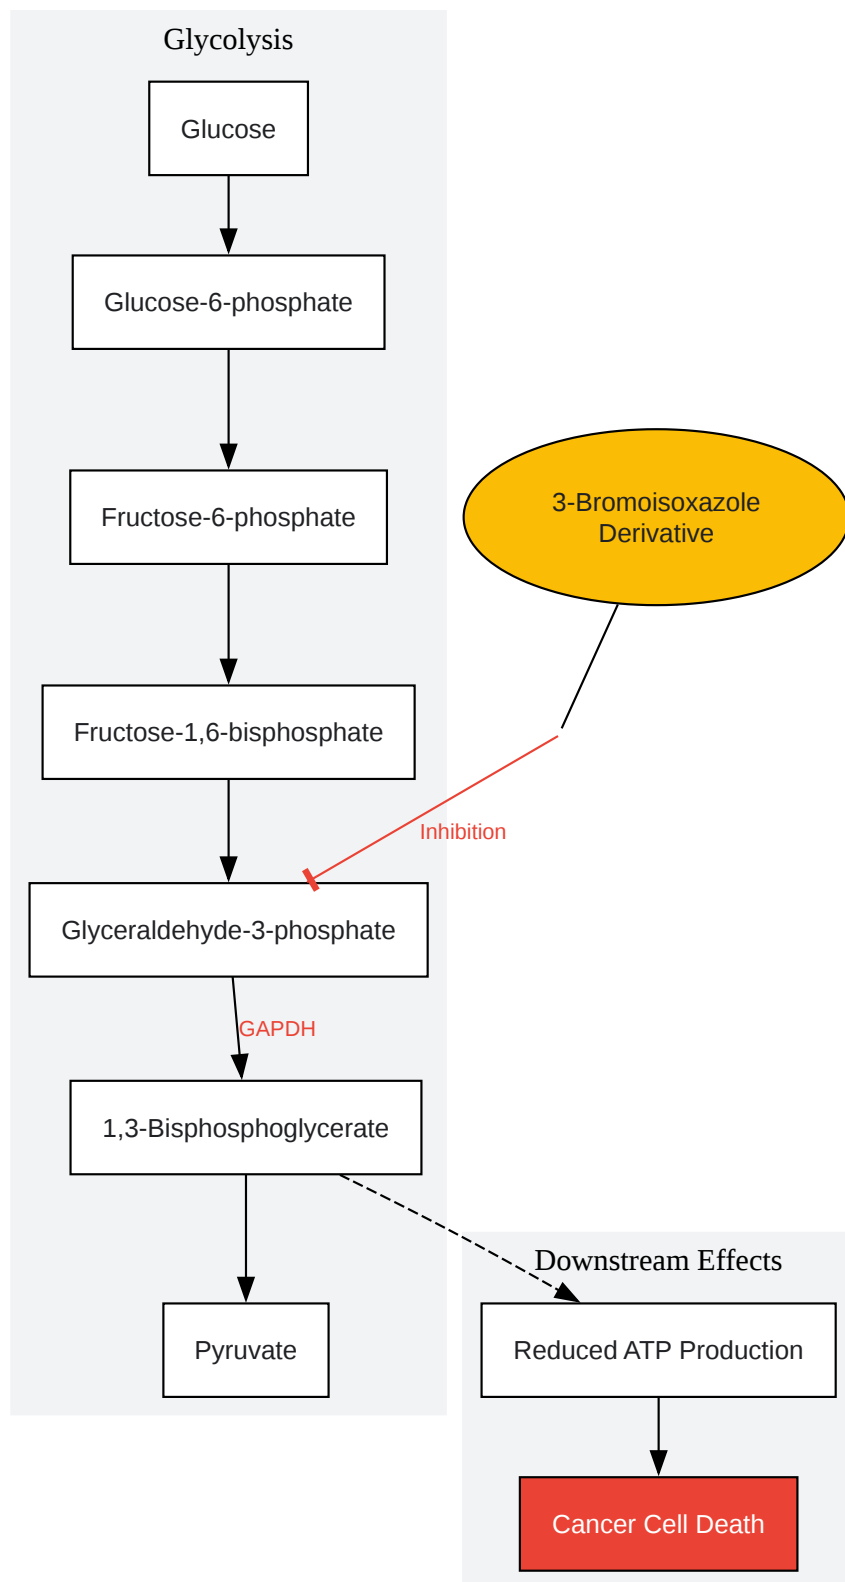 Glycolysis
Glucose
Glucose-6-phosphate
Fructose-6-phosphate
3-Bromoisoxazole
Derivative
Fructose-1,6-bisphosphate
Inhibition
Glyceraldehyde-3-phosphate
GAPDH
1,3-Bisphosphoglycerate
Pyruvate
Downstream Effects
Reduced ATP Production
Cancer Cell Death